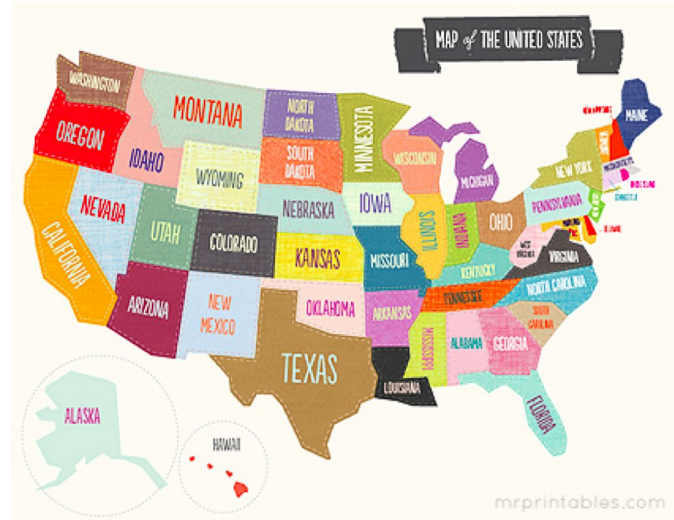 MAP of THE UNITED STATES
WASHINGTON
OREGON
CALIFORNIA
NEVADA
IDAHO
MONTANA
WYOMING
UTAH
COLORADO
ARIZONA
NEW
MEXICO
NORTH
DAKOTA
SOUTH
DAKOTA
NEBRASKA
KANSAS
OKLAHOMA
TEXAS
MINNESOTA
IOWA
MISSOURI
ARKANSAS
LOUISIANA
WISCONSIN
ILLINOIS
MICHIGAN
INDIANA
OHIO
KENTUCKY
TENNESSEE
MISSISSIPPI
ALABAMA
GEORGIA
FLORIDA
SOUTH
CAROLINA
NORTH CAROLINA
VIRGINIA
WEST
VIRGINIA
PENNSYLVANIA
NEW YORK
MAINE
ALASKA
HAWAII
mrprintables.com